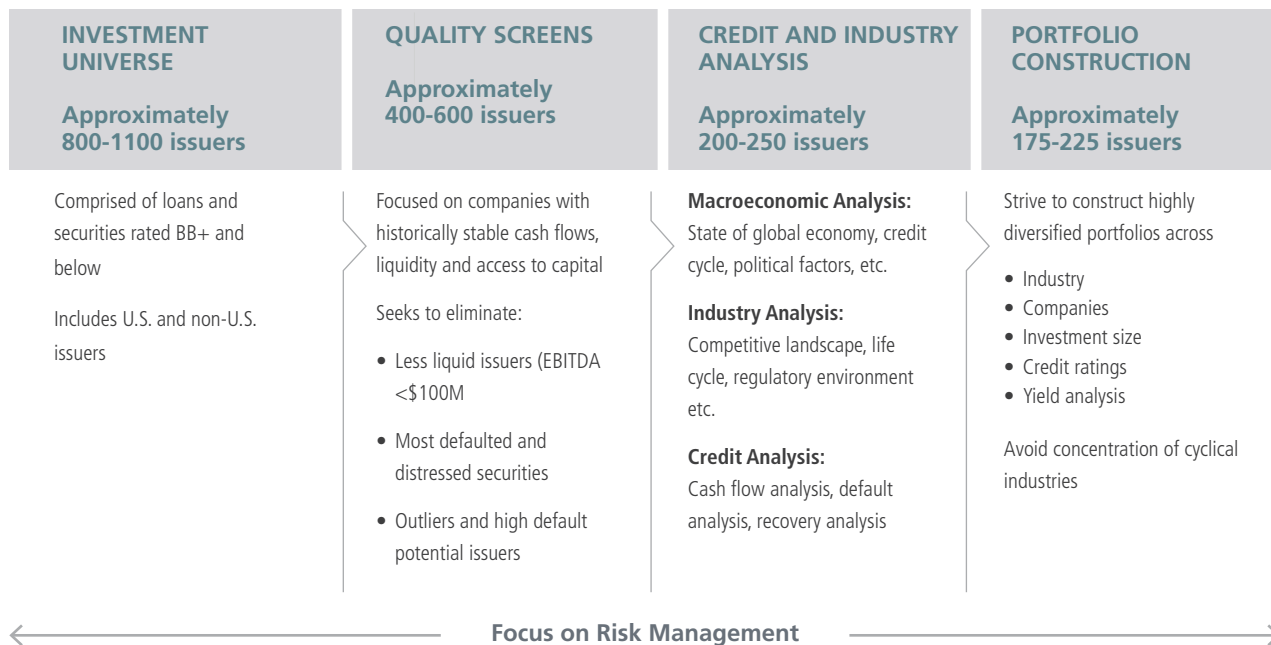 INVESTMENT
UNIVERSE
Approximately
800-1100 issuers
Comprised of loans and
securities rated BB+ and
below
Includes U.S. and non-U.S.
issuers
QUALITY SCREENS
Approximately
400-600 issuers
Focused on companies with
historically stable cash flows,
liquidity and access to capital
Seeks to eliminate:
• Less liquid issuers (EBITDA
<$100M
• Most defaulted and
distressed securities
• Outliers and high default
potential issuers
CREDIT AND INDUSTRY
ANALYSIS
Approximately
200-250 issuers
Macroeconomic Analysis:
State of global economy, credit
cycle, political factors, etc.
Industry Analysis:
Competitive landscape, life
cycle, regulatory environment
etc.
Credit Analysis:
Cash flow analysis, default
analysis, recovery analysis
PORTFOLIO
CONSTRUCTION
Approximately
175-225 issuers
Strive to construct highly
diversified portfolios across
• Industry
• Companies
• Investment size
• Credit ratings
• Yield analysis
Avoid concentration of cyclical
industries
Focus on Risk Management